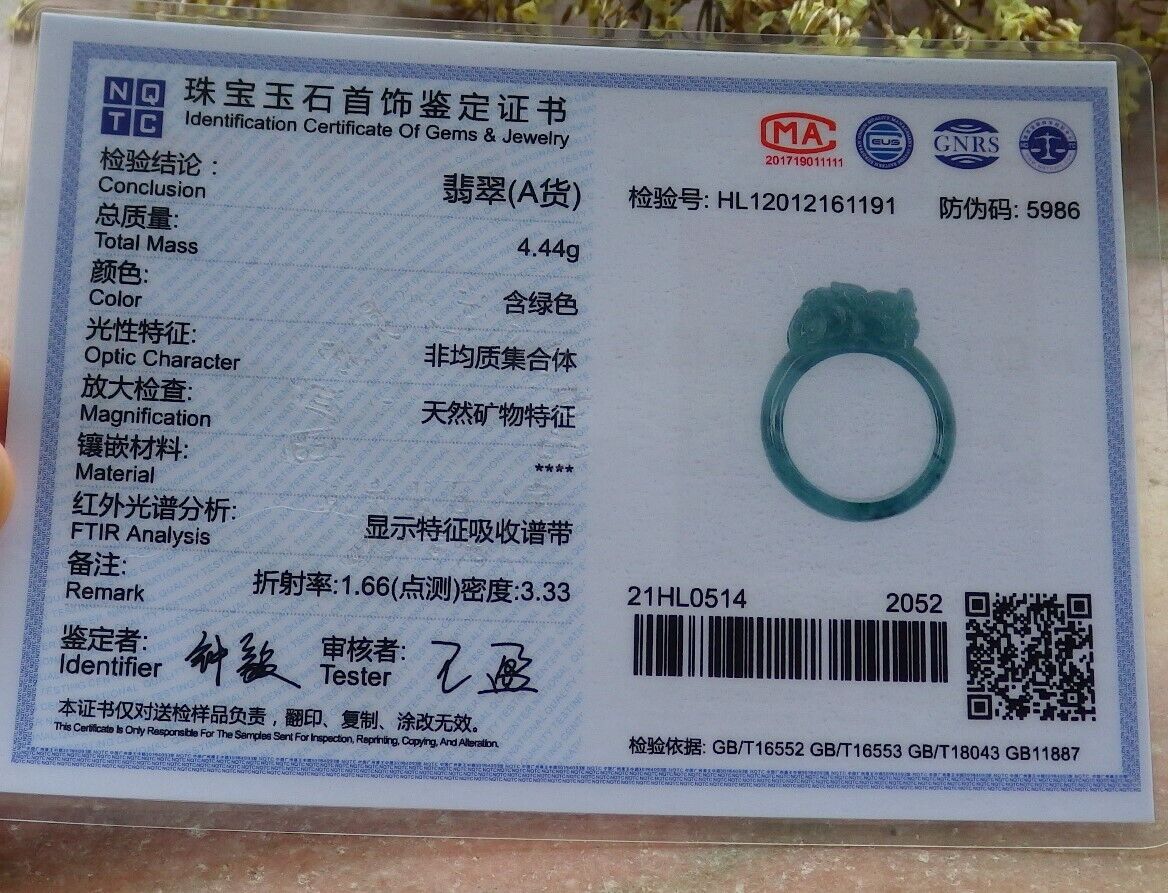 NQTC
珠宝玉石首饰鉴定证书
Identification Certificate Of Gems & Jewelry
检验结论：
Conclusion
翡翠(A货)
总质量:
Total Mass
4.44g
颜色:
Color
含绿色
光性特征:
Optic Character
非均质集合体
放大检查:
Magnification
天然矿物特征
镶嵌材料:
Material
****
红外光谱分析:
FTIR Analysis
显示特征吸收谱带
备注:
Remark
折射率:1.66(点测)密度:3.33
鉴定者:
Identifier
审核者:
Tester
本证书仅对送检样品负责，翻印、复制、涂改无效。
This Certificate Is Only Responsible For The Samples Sent For Inspection, Reprinting, Copying, And Alteration.
MA
201719011111
EUS
GNRS
检验号: HL12012161191
防伪码: 5986
21HL0514
2052
检验依据: GB/T16552 GB/T16553 GB/T18043 GB11887